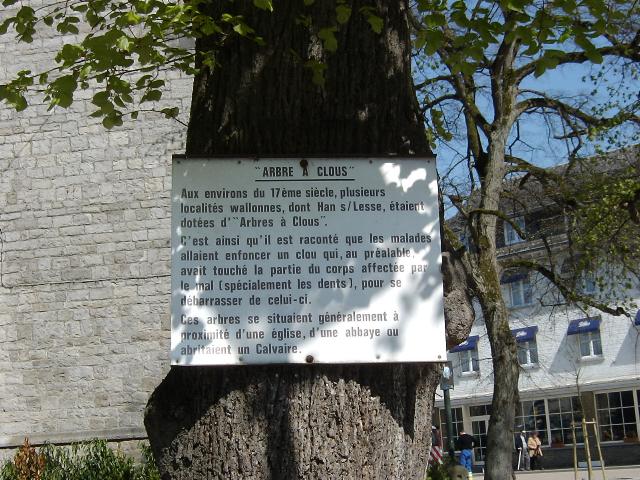 "ARBRE A CLOUS"
Aux environs du 17ème siècle, plusieurs
localités wallonnes, dont Han s/Lesse, étaient
dotées d'"Arbres à Clous".
C'est ainsi qu'il est raconté que les malades
allaient enfoncer un clou qui, au préalable,
avait touché la partie du corps affectée par
le mal (spécialement les dents), pour se
débarrasser de celui-ci.
Ces arbres se situaient généralement à
proximité d'une église, d'une abbaye ou
abritaient un Calvaire.